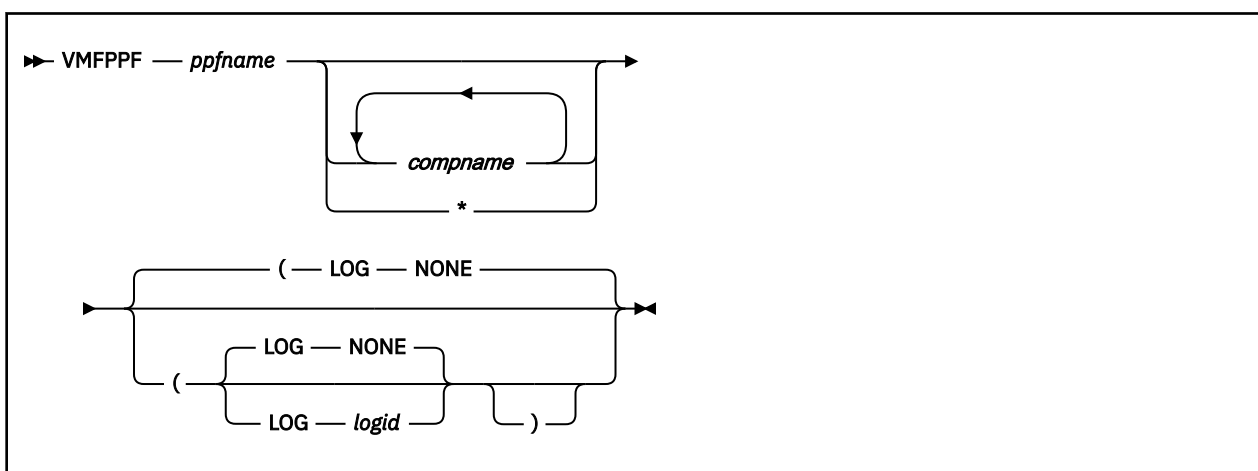 VMFPPF ppfname
compname
*
( LOG NONE
LOG NONE
(
LOG logid
)